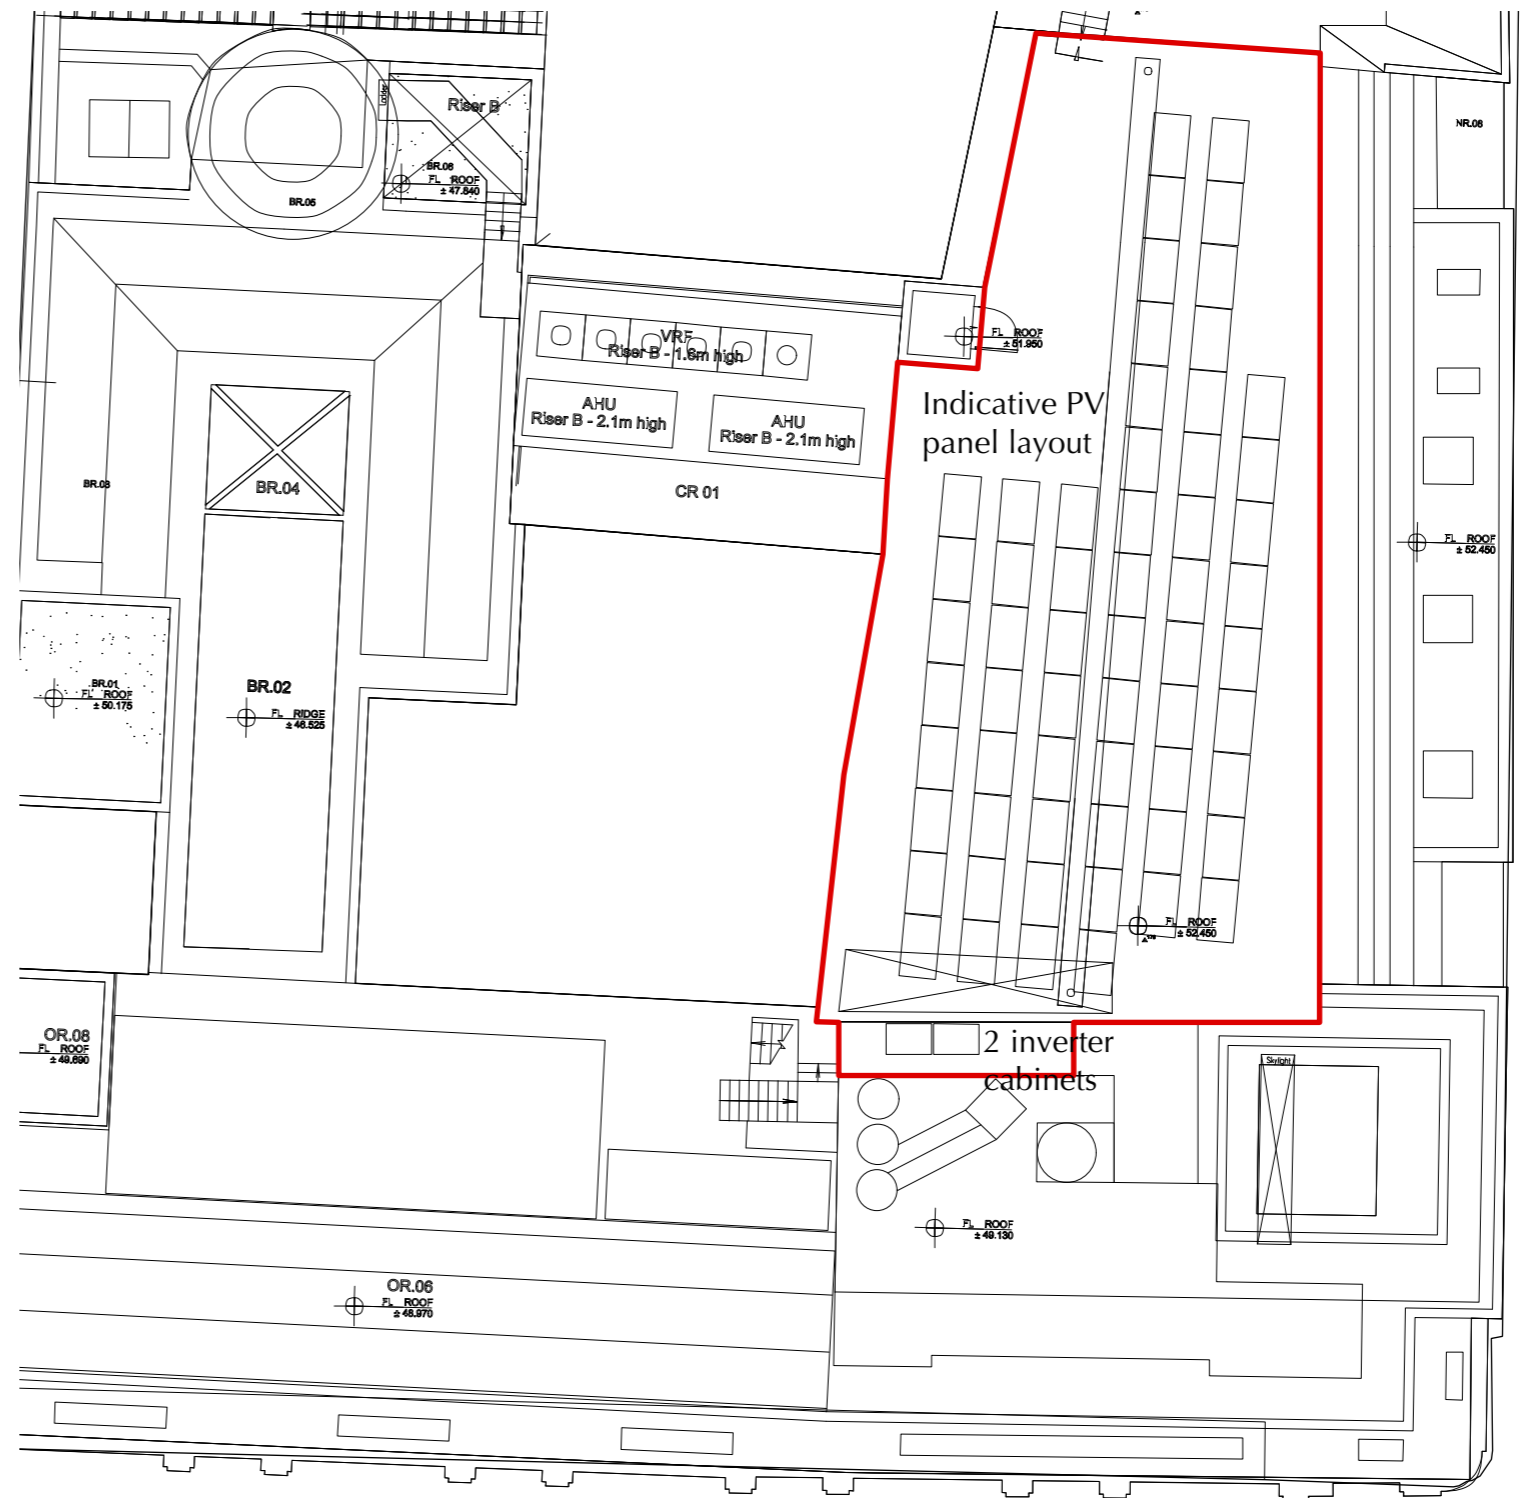 Ladder
Riser B
BR.06
FL ROOF
± 47.840
BR.05
NR.08
VRF
Riser B - 1.6m high
FL ROOF
± 51.950
AHU
Riser B - 2.1m high
AHU
Riser B - 2.1m high
Indicative PV
panel layout
BR.03
BR.04
CR 01
FL ROOF
± 52.450
BR.01
FL ROOF
± 50.175
BR.02
FL RIDGE
± 46.525
FL ROOF
± 52.450
OR.08
FL ROOF
± 49.690
2 inverter
cabinets
Skylight
FL ROOF
± 49.130
OR.06
FL ROOF
± 48.970